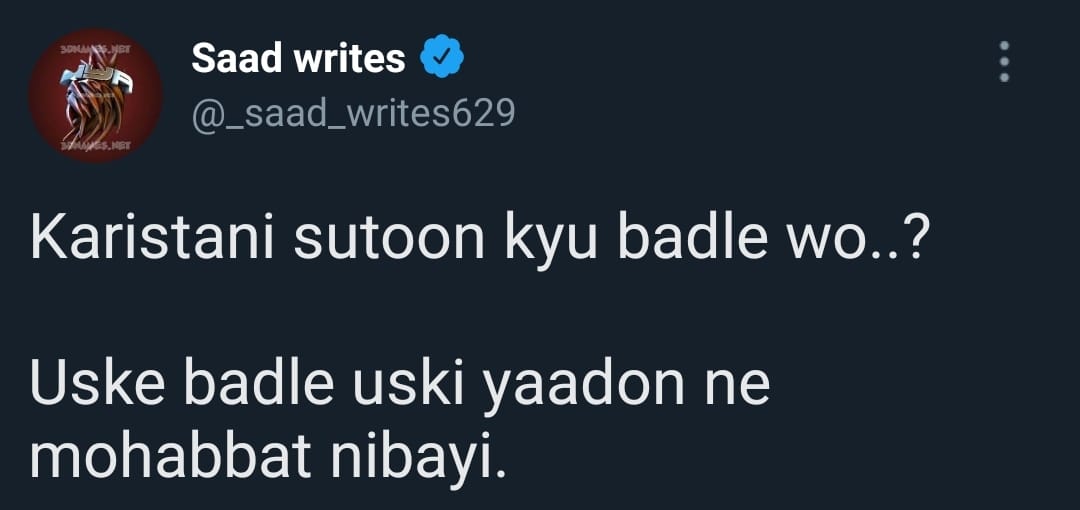 3DNAMES.NET
Saad writes
@_saad_writes629
3DNAMES.NET
Karistani sutoon kyu badle wo..?
Uske badle uski yaadon ne
mohabbat nibayi.